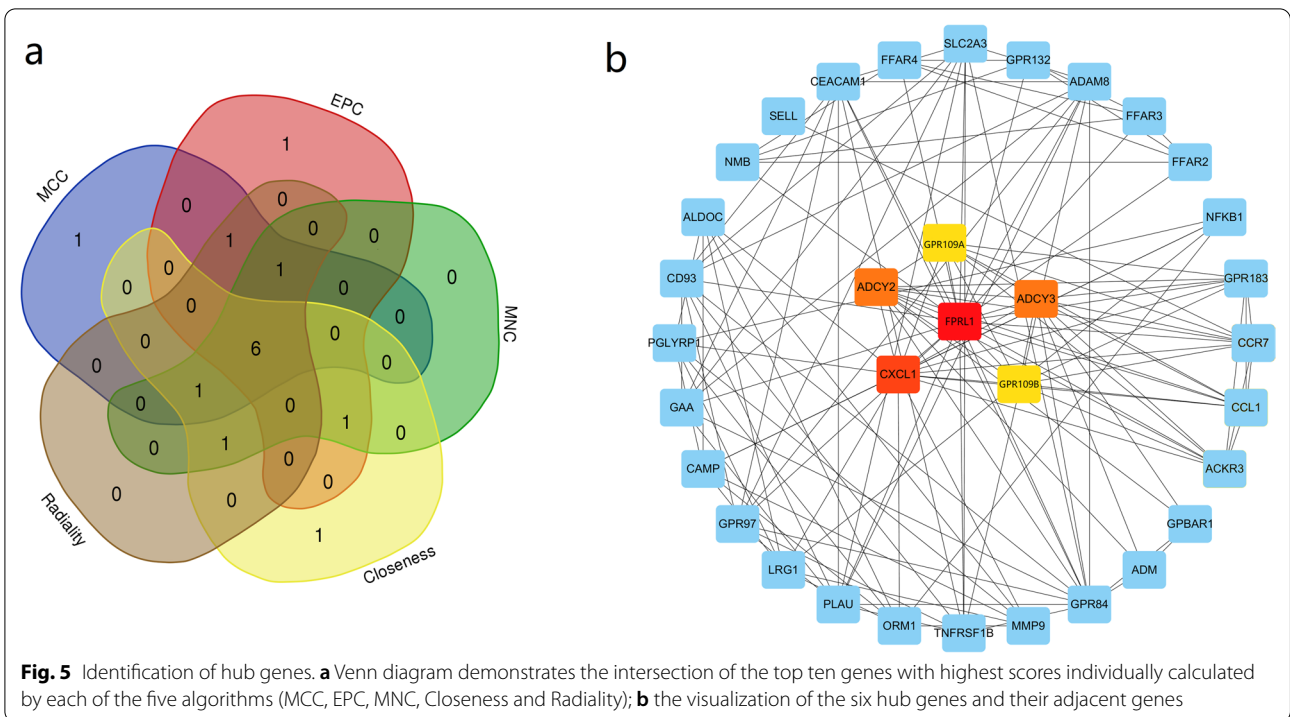 a
EPC
MCC
MNC
Radiality
Closeness
1
0
1
0
0
0
0
1
0
1
0
0
0
0
0
0
0
6
0
0
0
1
0
0
1
0
1
0
0
0
1
b
SLC2A3
FFAR4
GPR132
CEACAM1
ADAM8
SELL
FFAR3
NMB
FFAR2
ALDOC
NFKB1
GPR109A
CD93
GPR183
ADCY2
ADCY3
FPRL1
PGLYRP1
CCR7
CXCL1
GPR109B
GAA
CCL1
CAMP
ACKR3
GPR97
GPBAR1
LRG1
ADM
PLAU
GPR84
ORM1
TNFRSF1B
MMP9
Fig. 5 Identification of hub genes. a Venn diagram demonstrates the intersection of the top ten genes with highest scores individually calculated
by each of the five algorithms (MCC, EPC, MNC, Closeness and Radiality); b the visualization of the six hub genes and their adjacent genes